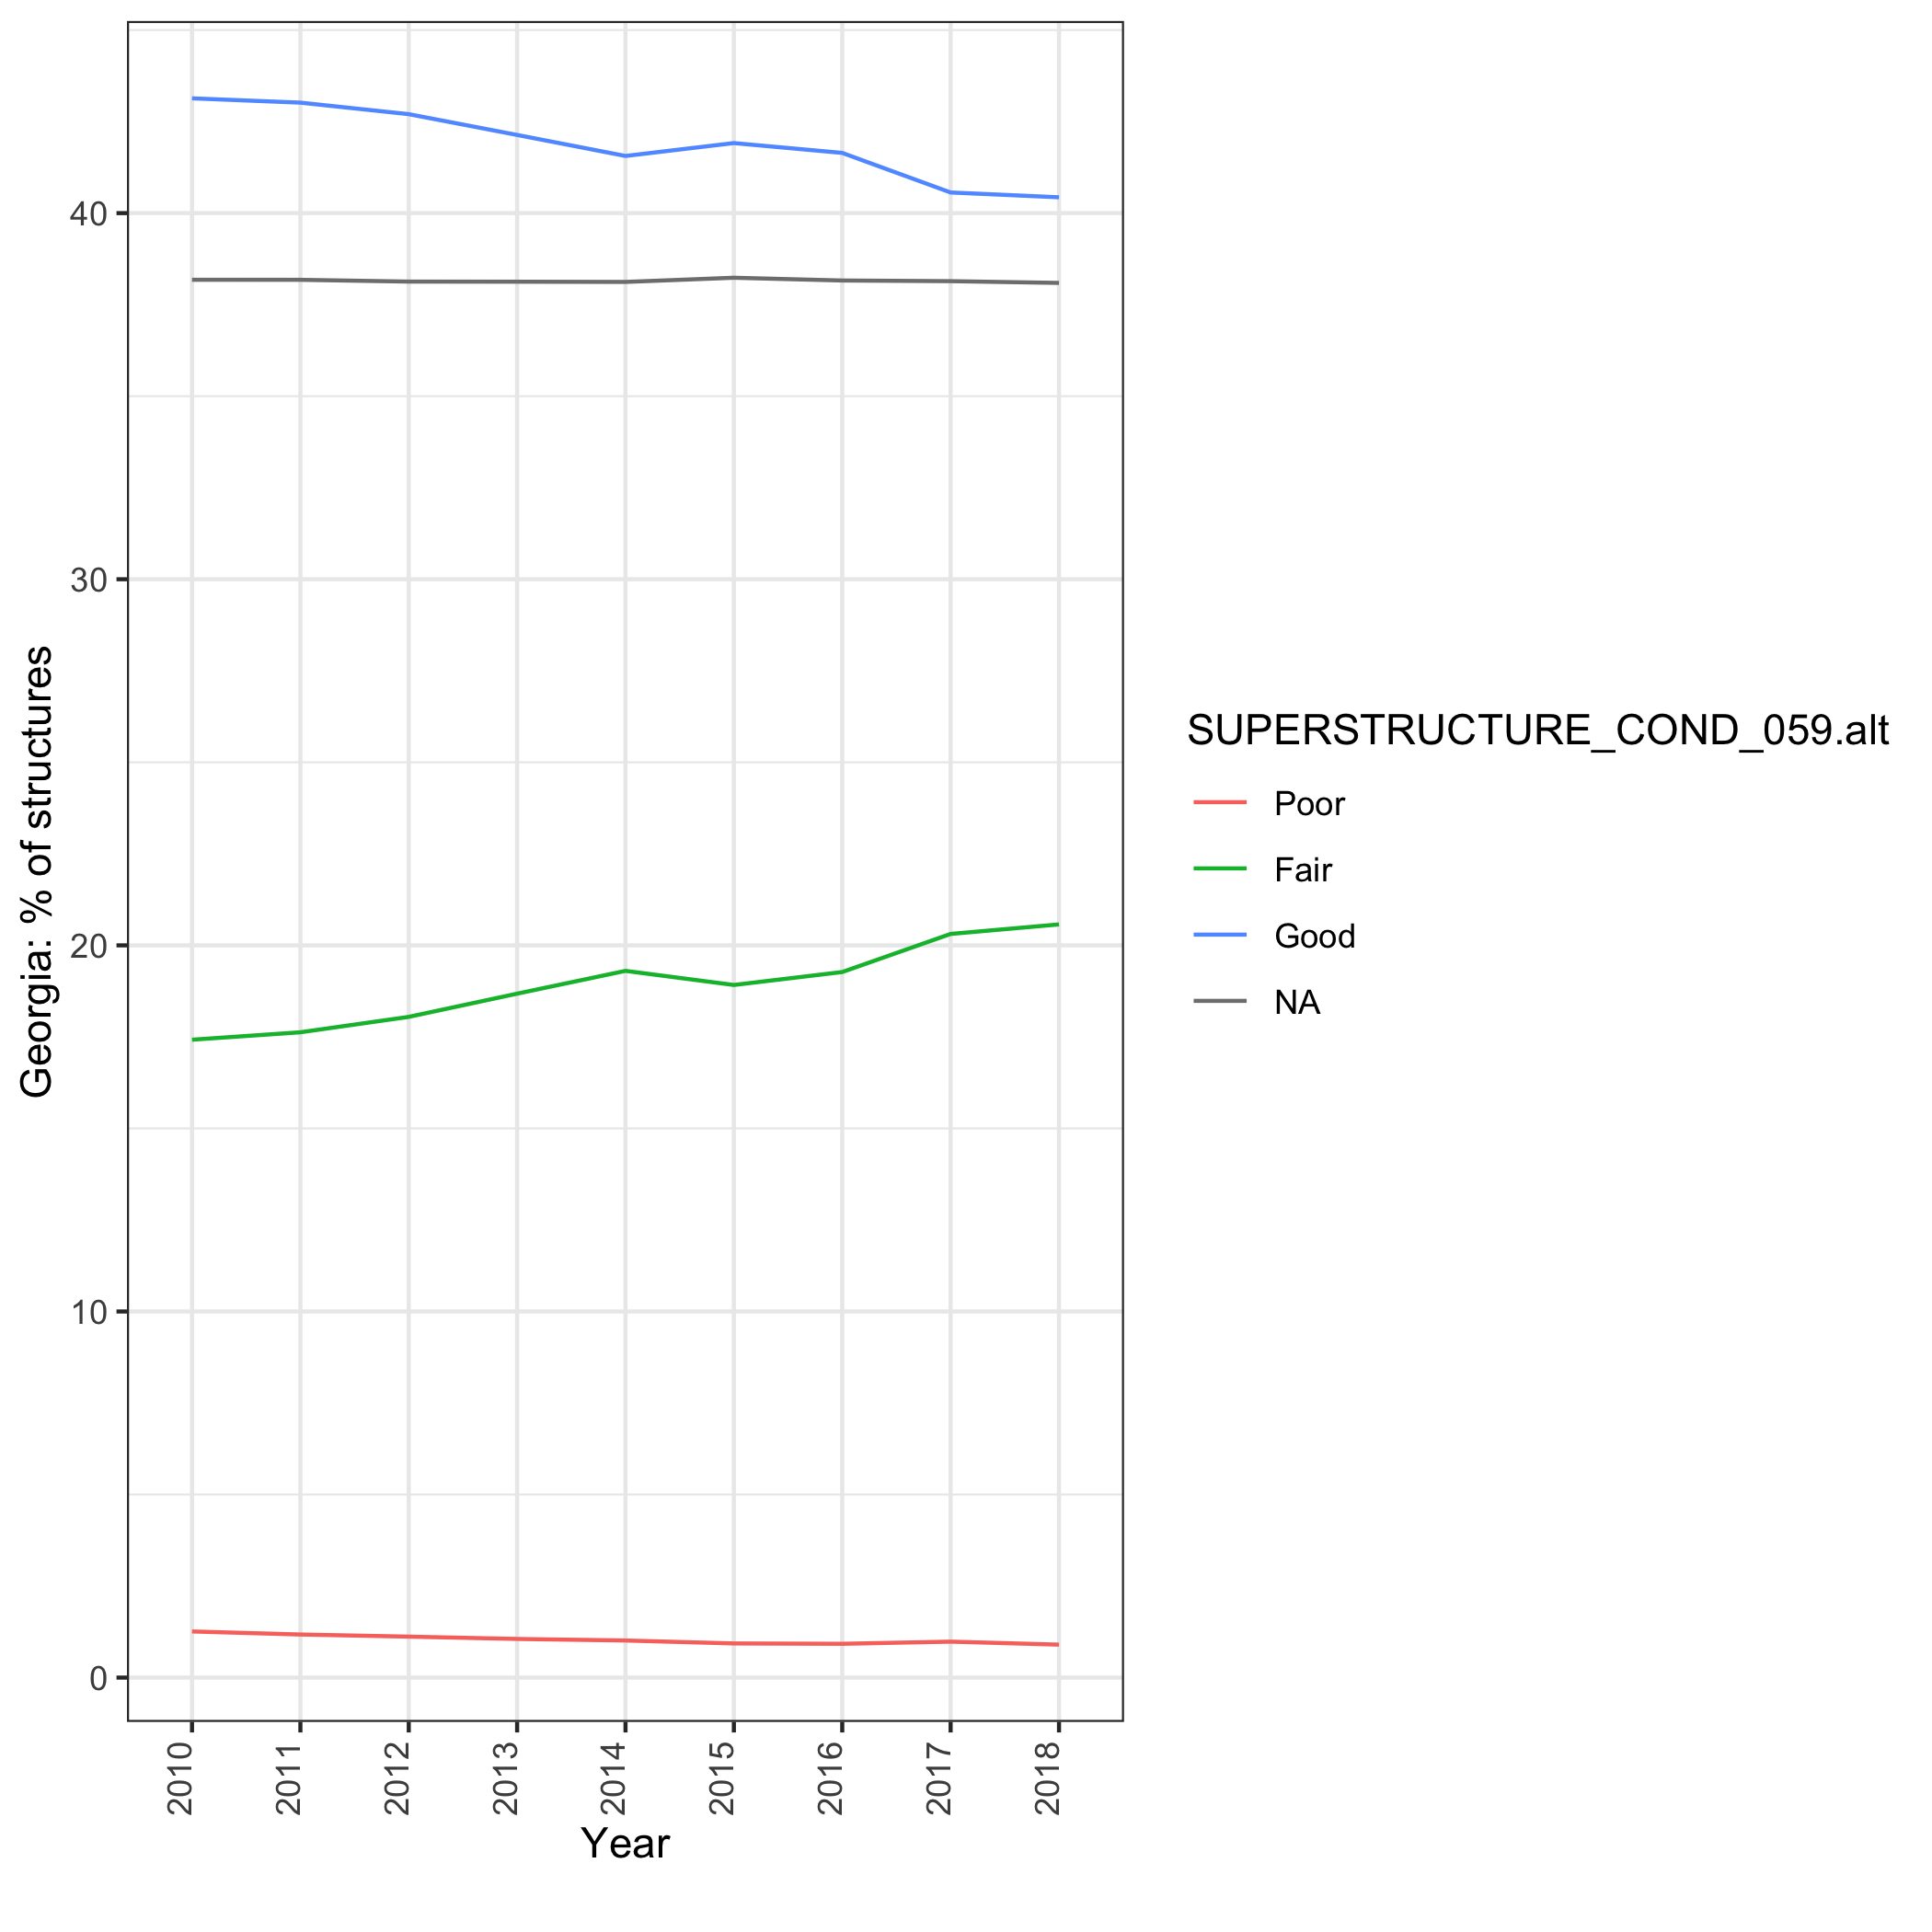 Georgia: % of structures
40
30
20
10
0
2010
2011
2012
2013
2014
2015
2016
2017
2018
Year
SUPERSTRUCTURE_COND_059.alt
Poor
Fair
Good
NA